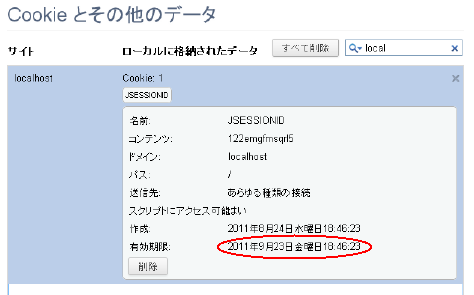 Cookie とその他のデータ
サイト ローカルに格納されたデータ すべて削除 local
localhost Cookie: 1
JSESSIONID
名前: JSESSIONID
コンテンツ: 122emgfmsqrl5
ドメイン: localhost
パス: /
送信先: あらゆる種類の接続
スクリプトにアクセス可能はい
作成: 2011年8月24日水曜日18:46:23
有効期限: 2011年9月23日金曜日18:46:23
削除